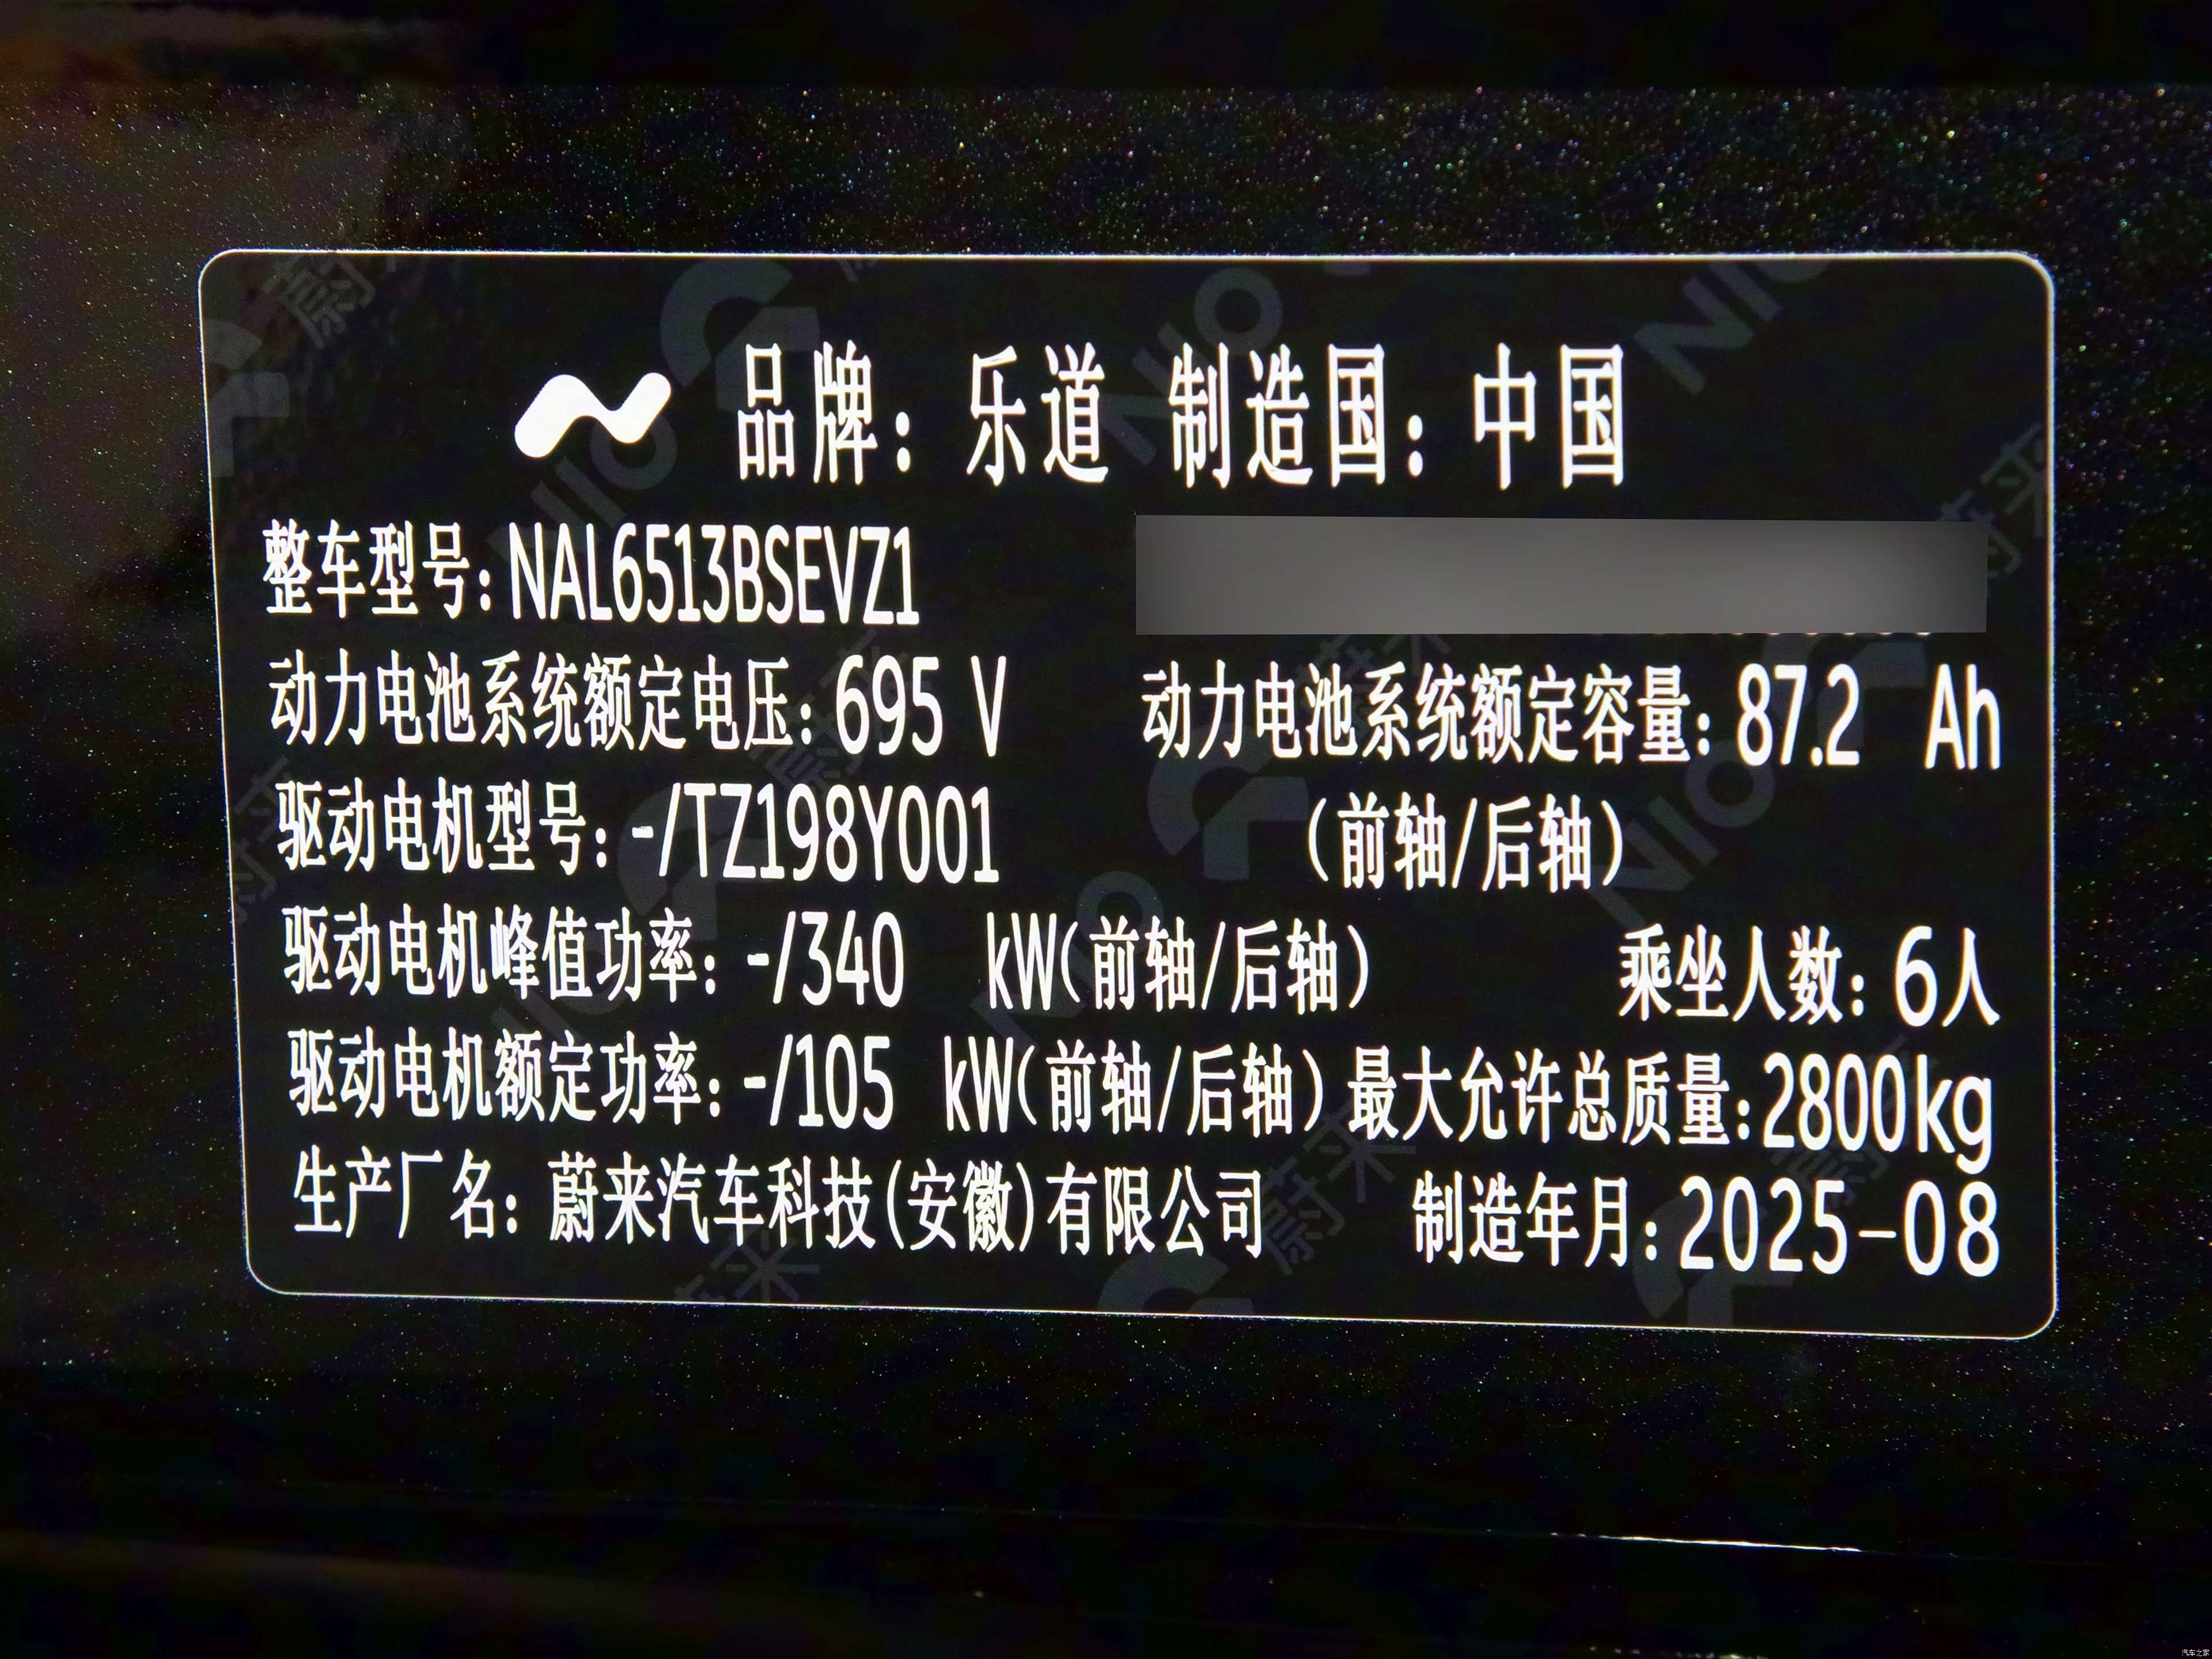 品牌：乐道 制造国：中国
整车型号：NAL6513BSEVZ1
动力电池系统额定电压：695 V 动力电池系统额定容量：87.2 Ah
驱动电机型号：-/TZ198Y001 （前轴/后轴）
驱动电机峰值功率：-/340 kW（前轴/后轴） 乘坐人数：6人
驱动电机额定功率：-/105 kW（前轴/后轴）最大允许总质量：2800kg
生产厂名：蔚来汽车科技(安徽)有限公司 制造年月：2025-08
汽车之家